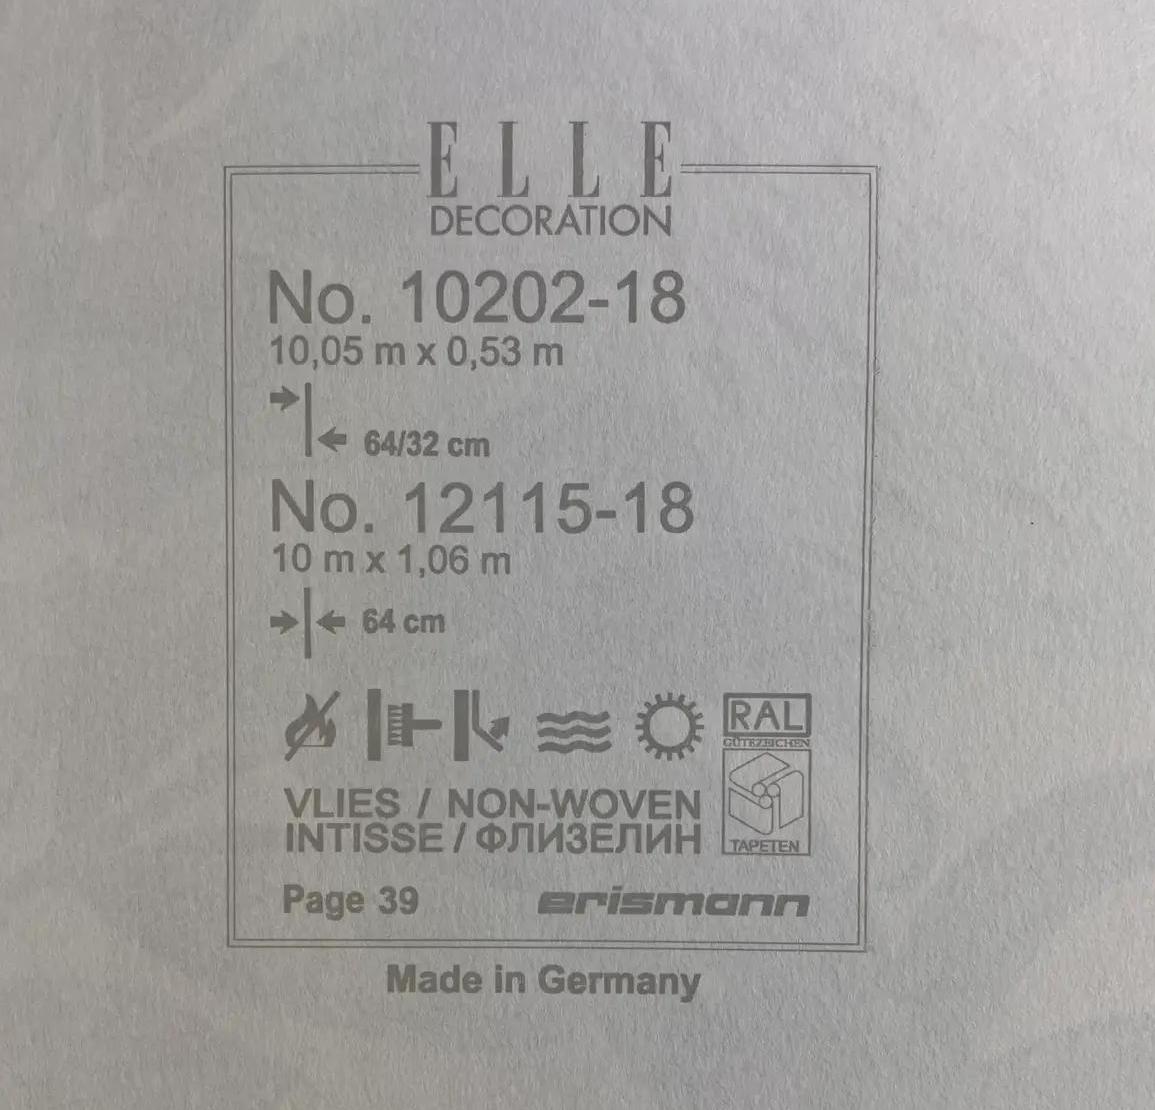 ELLE
DECORATION
No. 10202-18
10,05 m x 0,53 m
64/32 cm
No. 12115-18
10 m x 1,06 m
64 cm
RAL
GÜTEZEICHEN
VLIES / NON-WOVEN
INTISSE / ФЛИЗЕЛИН
TAPETEN
Page 39
erismann
Made in Germany